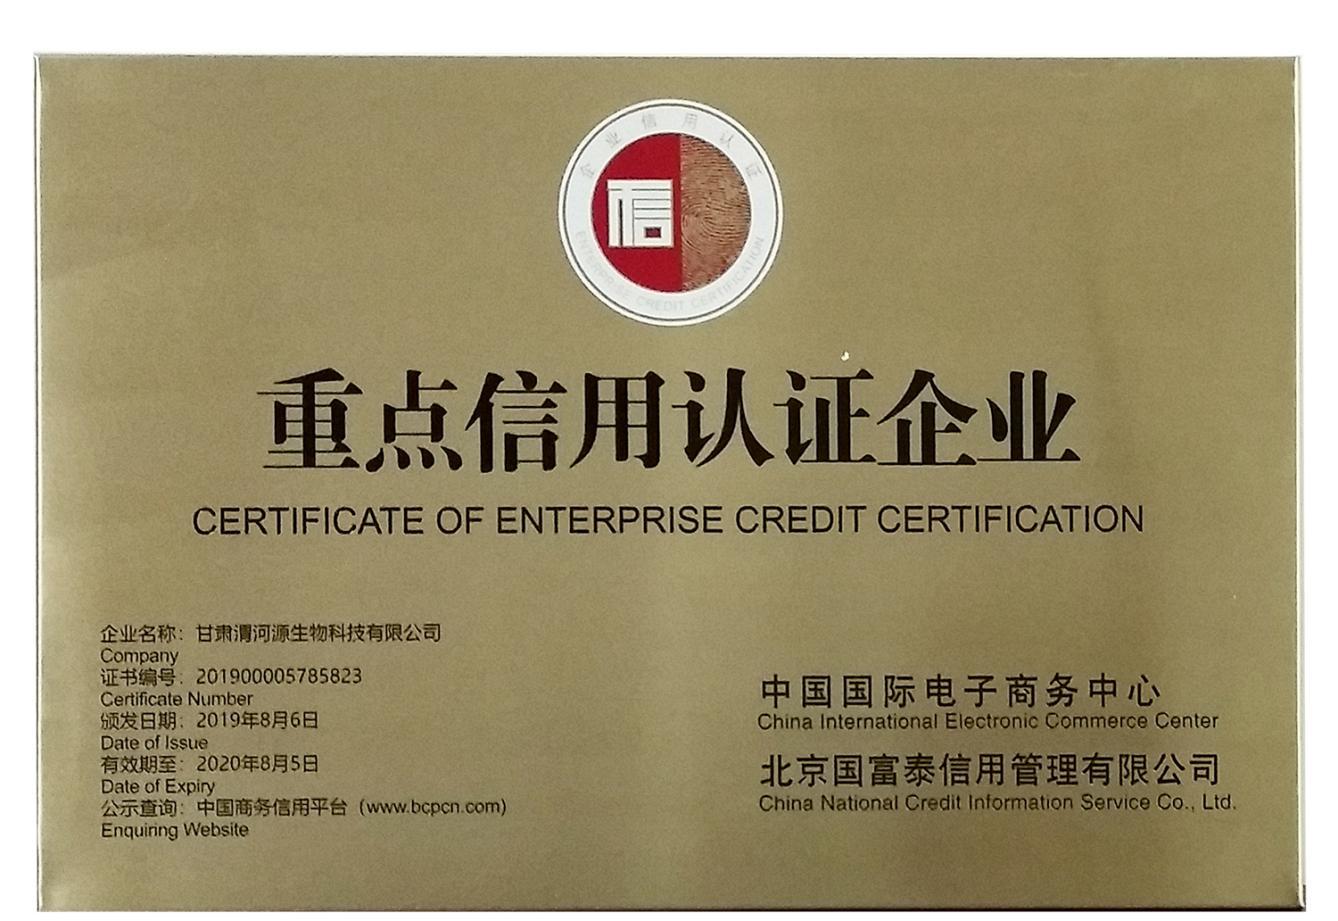 企业信用认证
信
ENTERPRISE CREDIT CERTIFICATION
重点信用认证企业
CERTIFICATE OF ENTERPRISE CREDIT CERTIFICATION
企业名称：甘肃渭河源生物科技有限公司
Company
证书编号：201900005785823
Certificate Number
颁发日期：2019年8月6日
Date of Issue
有效期至：2020年8月5日
Date of Expiry
公示查询：中国商务信用平台（www.bcpcn.com）
Enquiring Website
中国国际电子商务中心
China International Electronic Commerce Center
北京国富泰信用管理有限公司
China National Credit Information Service Co., Ltd.